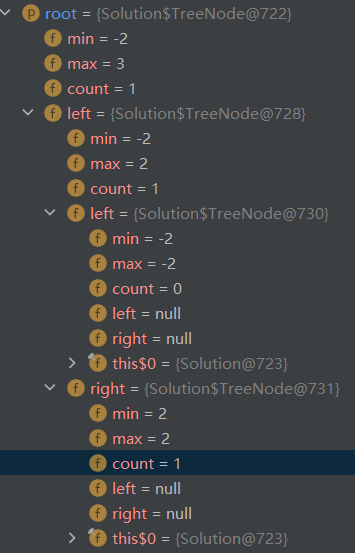 p root = {Solution$TreeNode@722}
f min = -2
f max = 3
f count = 1
f left = {Solution$TreeNode@728}
f min = -2
f max = 2
f count = 1
f left = {Solution$TreeNode@730}
f min = -2
f max = -2
f count = 0
f left = null
f right = null
f this$0 = {Solution@723}
f right = {Solution$TreeNode@731}
f min = 2
f max = 2
f count = 1
f left = null
f right = null
f this$0 = {Solution@723}